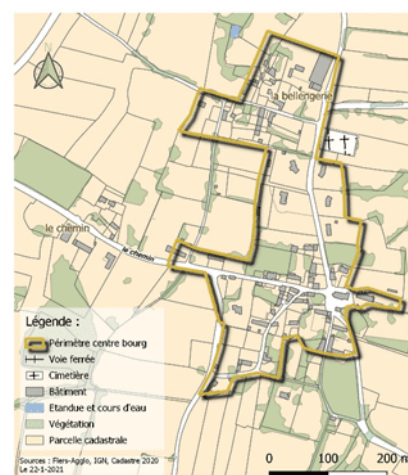 N
la bellengerie
le chemin
le chemin
Légende :
Périmètre centre bourg
Voie ferrée
Cimetière
Bâtiment
Etandue et cours d'eau
Végétation
Parcelle cadastrale
Sources : Flers-Agglo, IGN, Cadastre 2020
Le 22-1-2021
0 100 200 m